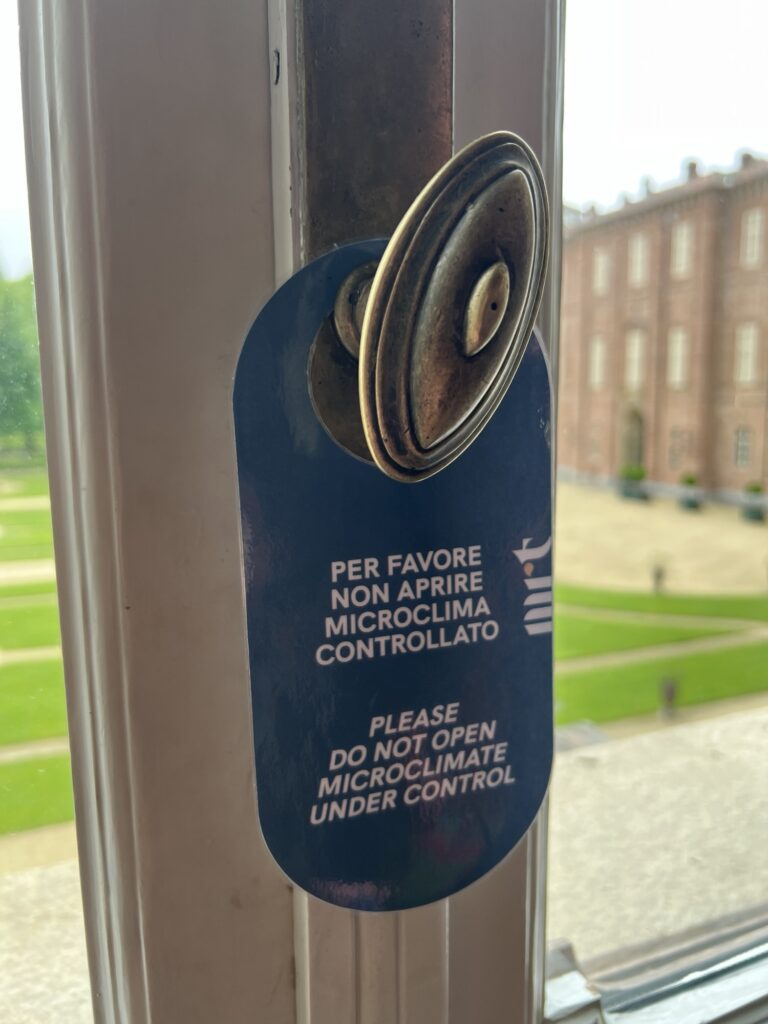 PER FAVORE
NON APRIRE
MICROCLIMA
CONTROLLATO
PLEASE
DO NOT OPEN
MICROCLIMATE
UNDER CONTROL